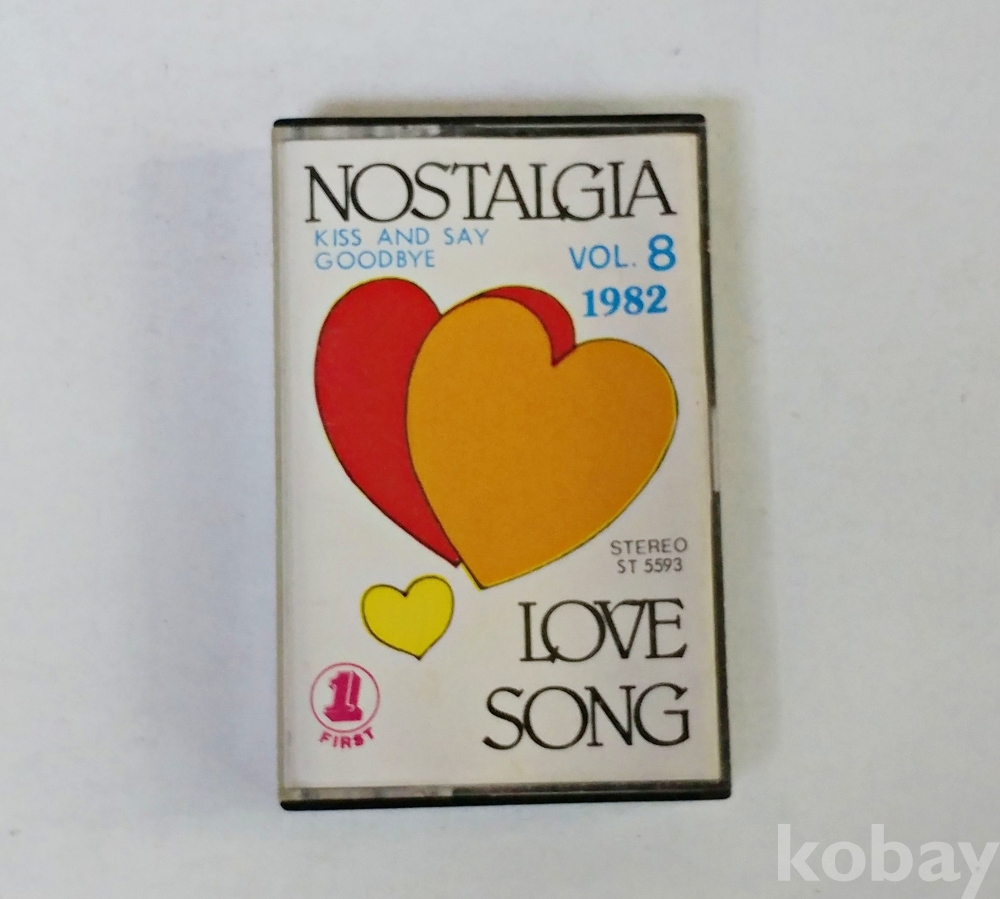 NOSTALGIA
KISS AND SAY
GOODBYE
VOL. 8
1982
STEREO
ST 5593
LOVE
SONG
1
FIRST
kobay